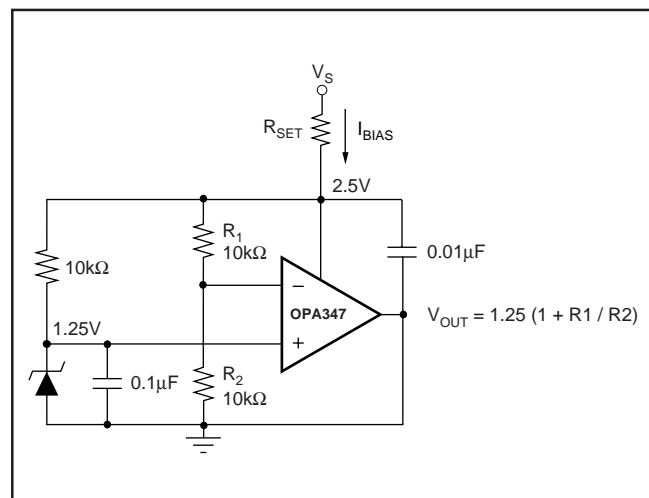 V_S
R_SET
I_BIAS
2.5V
R_1
10kΩ
10kΩ
0.01μF
−
OPA347
+
V_OUT = 1.25 (1 + R1 / R2)
1.25V
0.1μF
R_2
10kΩ